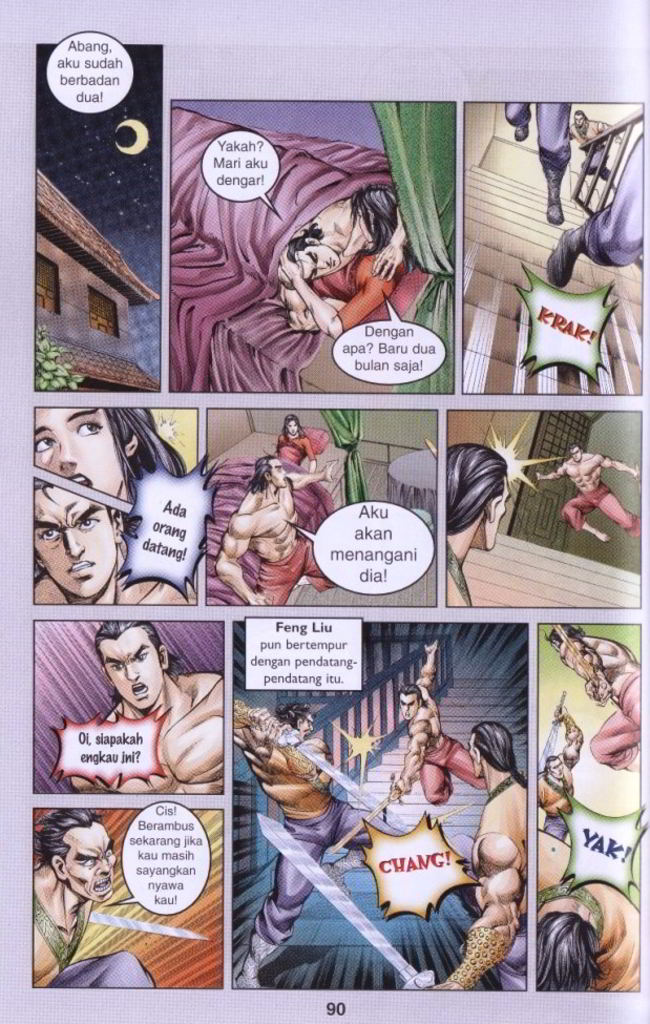 Abang,
aku sudah
berbadan
dua!
Yakah?
Mari aku
dengar!
Dengan
apa? Baru dua
bulan saja!
KRAK!
Ada
orang
datang!
Aku
akan
menangani
dia!
Oi, siapakah
engkau ini?
Cis!
Berambus
sekarang jika
kau masih
sayangkan
nyawa
kau!
Feng Liu
pun bertempur
dengan pendatang-
pendatang itu.
CHANG!
YAK!
90